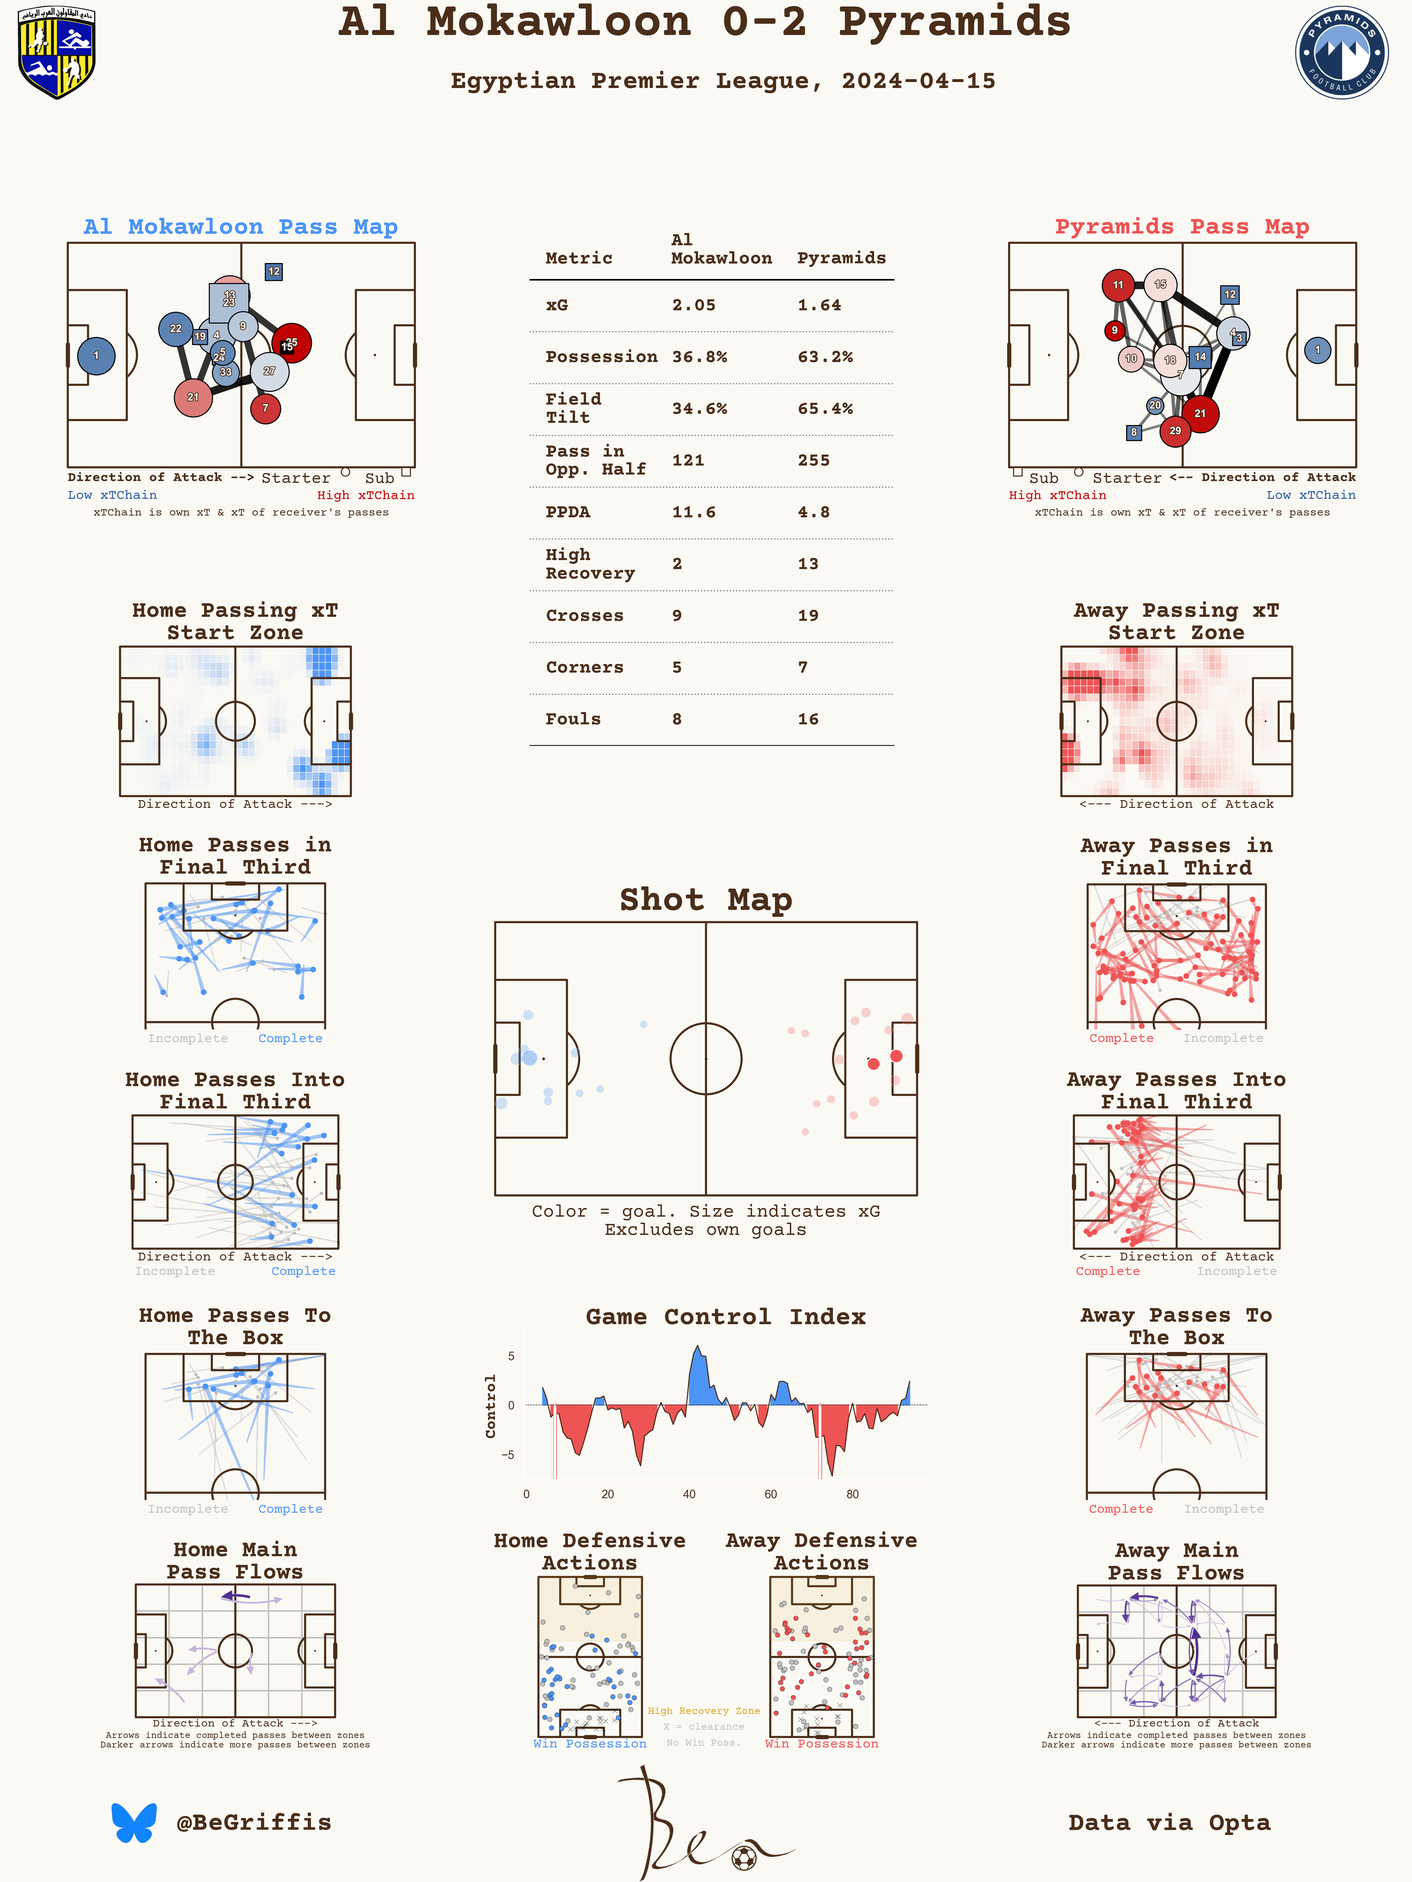 Al Mokawloon 0-2 Pyramids
Egyptian Premier League, 2024-04-15
نادي المقاولون العرب الرياضي
PYRAMIDS
FOOTBALL CLUB
Al Mokawloon Pass Map
12
13
23
22
19
4
9
5
24
25
15
1
33
27
21
7
Direction of Attack --> Starter Sub
Low xTChain High xTChain
xTChain is own xT & xT of receiver's passes
Metric Al Mokawloon Pyramids
xG 2.05 1.64
Possession 36.8% 63.2%
Field Tilt 34.6% 65.4%
Pass in Opp. Half 121 255
PPDA 11.6 4.8
High Recovery 2 13
Crosses 9 19
Corners 5 7
Fouls 8 16
Pyramids Pass Map
11
15
12
9
4
3
10
18
14
1
7
20
21
8
29
Sub Starter <-- Direction of Attack
High xTChain Low xTChain
xTChain is own xT & xT of receiver's passes
Home Passing xT
Start Zone
Direction of Attack --->
Away Passing xT
Start Zone
<--- Direction of Attack
Home Passes in
Final Third
Incomplete Complete
Away Passes in
Final Third
Complete Incomplete
Shot Map
Color = goal. Size indicates xG
Excludes own goals
Home Passes Into
Final Third
Direction of Attack --->
Incomplete Complete
Away Passes Into
Final Third
<--- Direction of Attack
Complete Incomplete
Home Passes To
The Box
Incomplete Complete
Game Control Index
Control
5
0
−5
0 20 40 60 80
Away Passes To
The Box
Complete Incomplete
Home Main
Pass Flows
Direction of Attack --->
Arrows indicate completed passes between zones
Darker arrows indicate more passes between zones
Home Defensive
Actions
Win Possession
Away Defensive
Actions
Win Possession
High Recovery Zone
X = clearance
No Win Poss.
Away Main
Pass Flows
<--- Direction of Attack
Arrows indicate completed passes between zones
Darker arrows indicate more passes between zones
@BeGriffis
Ben
Data via Opta